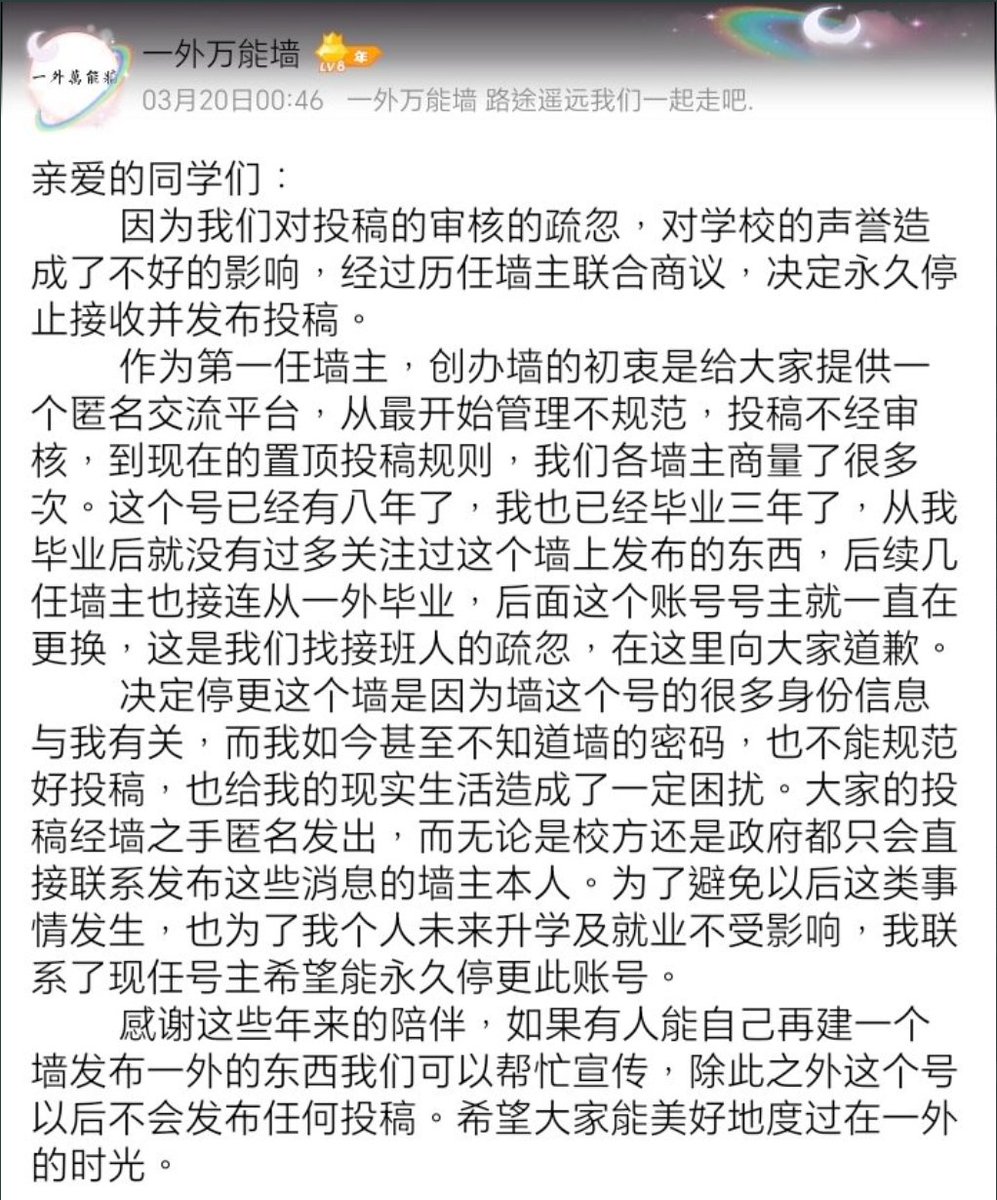 一外万能墙
LV8 年
一外萬能牆
03月20日00:46 一外万能墙 路途遥远我们一起走吧.
亲爱的同学们：
因为我们对投稿的审核的疏忽，对学校的声誉造
成了不好的影响，经过历任墙主联合商议，决定永久停
止接收并发布投稿。
作为第一任墙主，创办墙的初衷是给大家提供一
个匿名交流平台，从最开始管理不规范，投稿不经审
核，到现在的置顶投稿规则，我们各墙主商量了很多
次。这个号已经有八年了，我也已经毕业三年了，从我
毕业后就没有过多关注过这个墙上发布的东西，后续几
任墙主也接连从一外毕业，后面这个账号号主就一直在
更换，这是我们找接班人的疏忽，在这里向大家道歉。
决定停更这个墙是因为墙这个号的很多身份信息
与我有关，而我如今甚至不知道墙的密码，也不能规范
好投稿，也给我的现实生活造成了一定困扰。大家的投
稿经墙之手匿名发出，而无论是校方还是政府都只会直
接联系发布这些消息的墙主本人。为了避免以后这类事
情发生，也为了我个人未来升学及就业不受影响，我联
系了现任号主希望能永久停更此账号。
感谢这些年来的陪伴，如果有人能自己再建一个
墙发布一外的东西我们可以帮忙宣传，除此之外这个号
以后不会发布任何投稿。希望大家能美好地度过在一外
的时光。